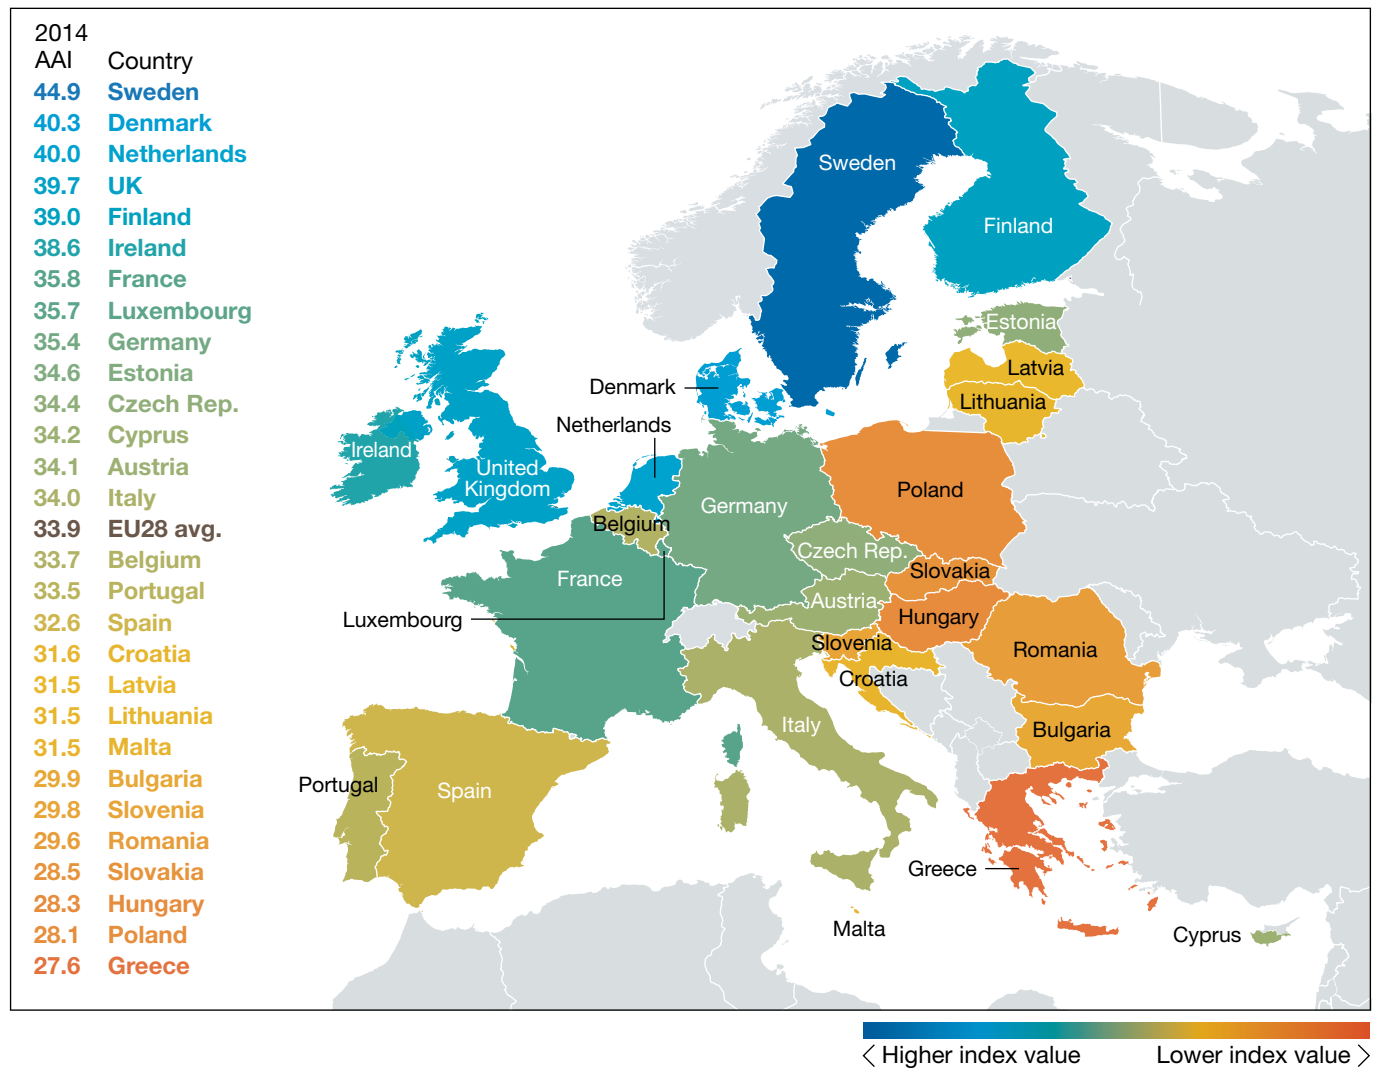 2014
AAI Country
44.9 Sweden
40.3 Denmark
40.0 Netherlands
39.7 UK
39.0 Finland
38.6 Ireland
35.8 France
35.7 Luxembourg
35.4 Germany
34.6 Estonia
34.4 Czech Rep.
34.2 Cyprus
34.1 Austria
34.0 Italy
33.9 EU28 avg.
33.7 Belgium
33.5 Portugal
32.6 Spain
31.6 Croatia
31.5 Latvia
31.5 Lithuania
31.5 Malta
29.9 Bulgaria
29.8 Slovenia
29.6 Romania
28.5 Slovakia
28.3 Hungary
28.1 Poland
27.6 Greece
Sweden
Finland
Estonia
Latvia
Denmark
Lithuania
Netherlands
Ireland
United
Kingdom
Poland
Germany
Belgium
Czech Rep.
Slovakia
France
Austria
Luxembourg
Hungary
Slovenia
Romania
Croatia
Italy
Bulgaria
Portugal
Spain
Greece
Malta
Cyprus
< Higher index value
Lower index value >